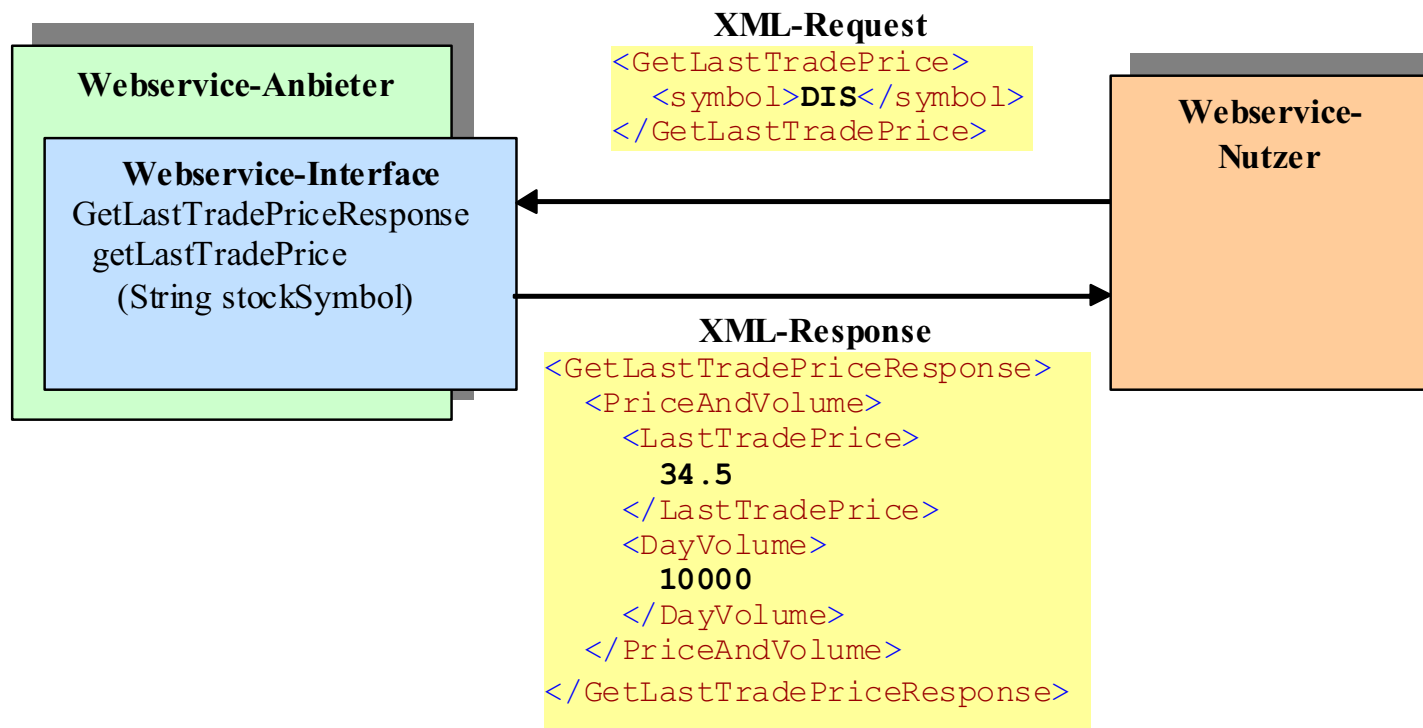 Webservice-Anbieter
Webservice-Interface
GetLastTradePriceResponse
getLastTradePrice
(String stockSymbol)
XML-Request
<GetLastTradePrice>
<symbol>DIS</symbol>
</GetLastTradePrice>
XML-Response
<GetLastTradePriceResponse>
<PriceAndVolume>
<LastTradePrice>
34.5
</LastTradePrice>
<DayVolume>
10000
</DayVolume>
</PriceAndVolume>
</GetLastTradePriceResponse>
Webservice-
Nutzer